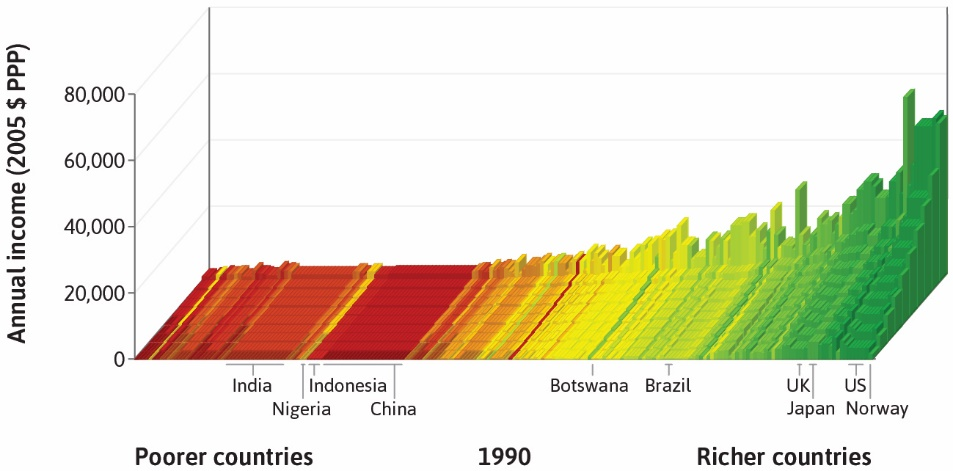 Annual income (2005 $ PPP)
80,000
60,000
40,000
20,000
0
India
Indonesia
Botswana
Brazil
UK
US
Nigeria
China
Japan
Norway
Poorer countries
1990
Richer countries